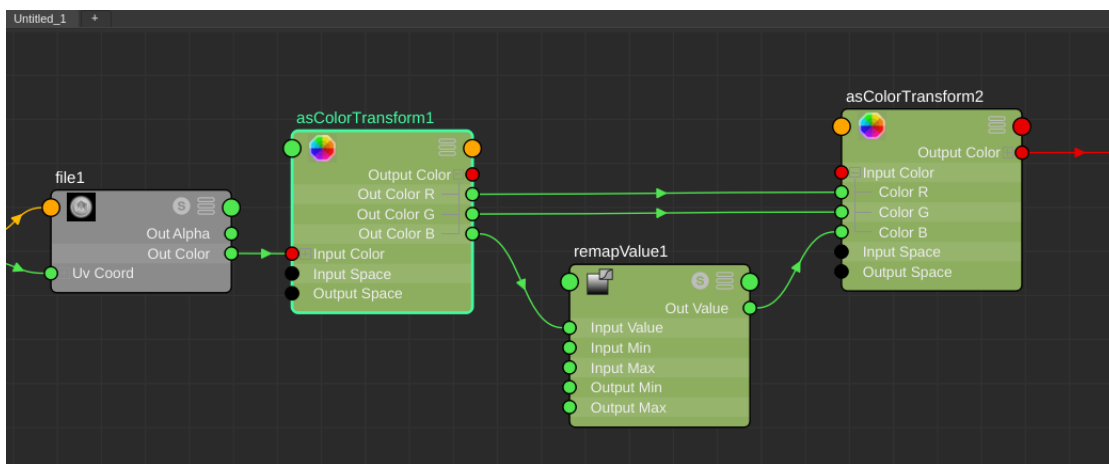 Untitled_1 +
file1
S
Out Alpha
Out Color
Uv Coord
asColorTransform1
Output Color
Out Color R
Out Color G
Out Color B
Input Color
Input Space
Output Space
remapValue1
S
Out Value
Input Value
Input Min
Input Max
Output Min
Output Max
asColorTransform2
Output Color
Input Color
Color R
Color G
Color B
Input Space
Output Space